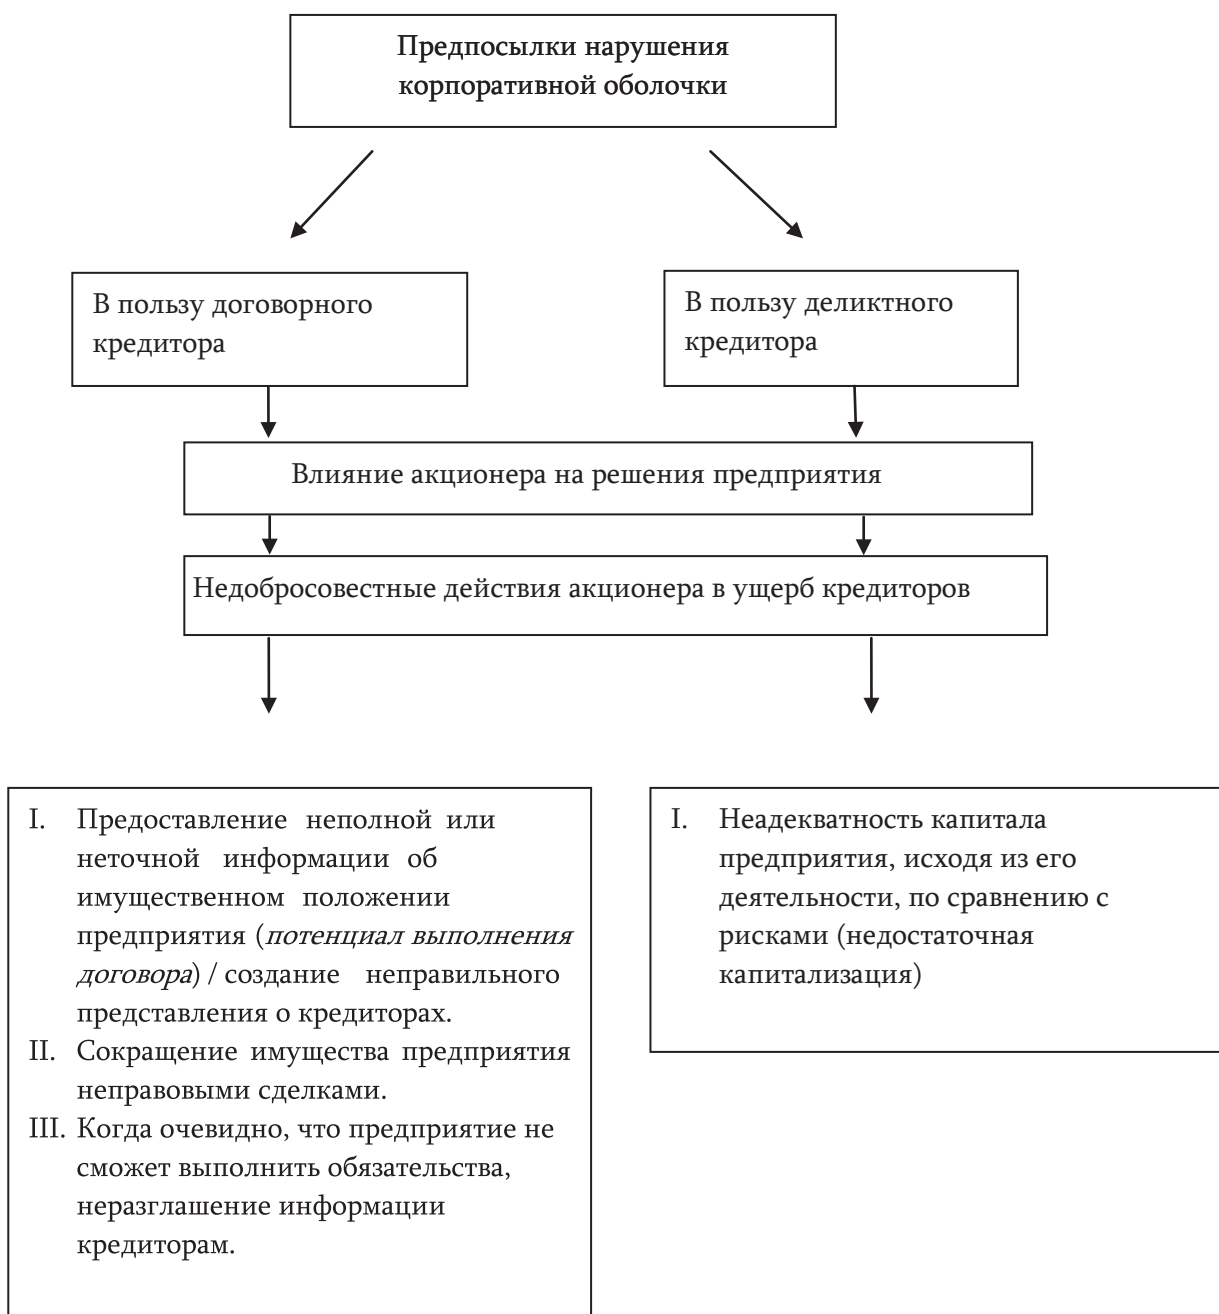 Предпосылки нарушения
корпоративной оболочки
В пользу договорного
кредитора
В пользу деликтного
кредитора
Влияние акционера на решения предприятия
Недобросовестные действия акционера в ущерб кредиторов
I. Предоставление неполной или
неточной информации об
имущественном положении
предприятия (потенциал выполнения
договора) / создание неправильного
представления о кредиторах.
II. Сокращение имущества предприятия
неправовыми сделками.
III. Когда очевидно, что предприятие не
сможет выполнить обязательства,
неразглашение информации
кредиторам.
I. Неадекватность капитала
предприятия, исходя из его
деятельности, по сравнению с
рисками (недостаточная
капитализация)